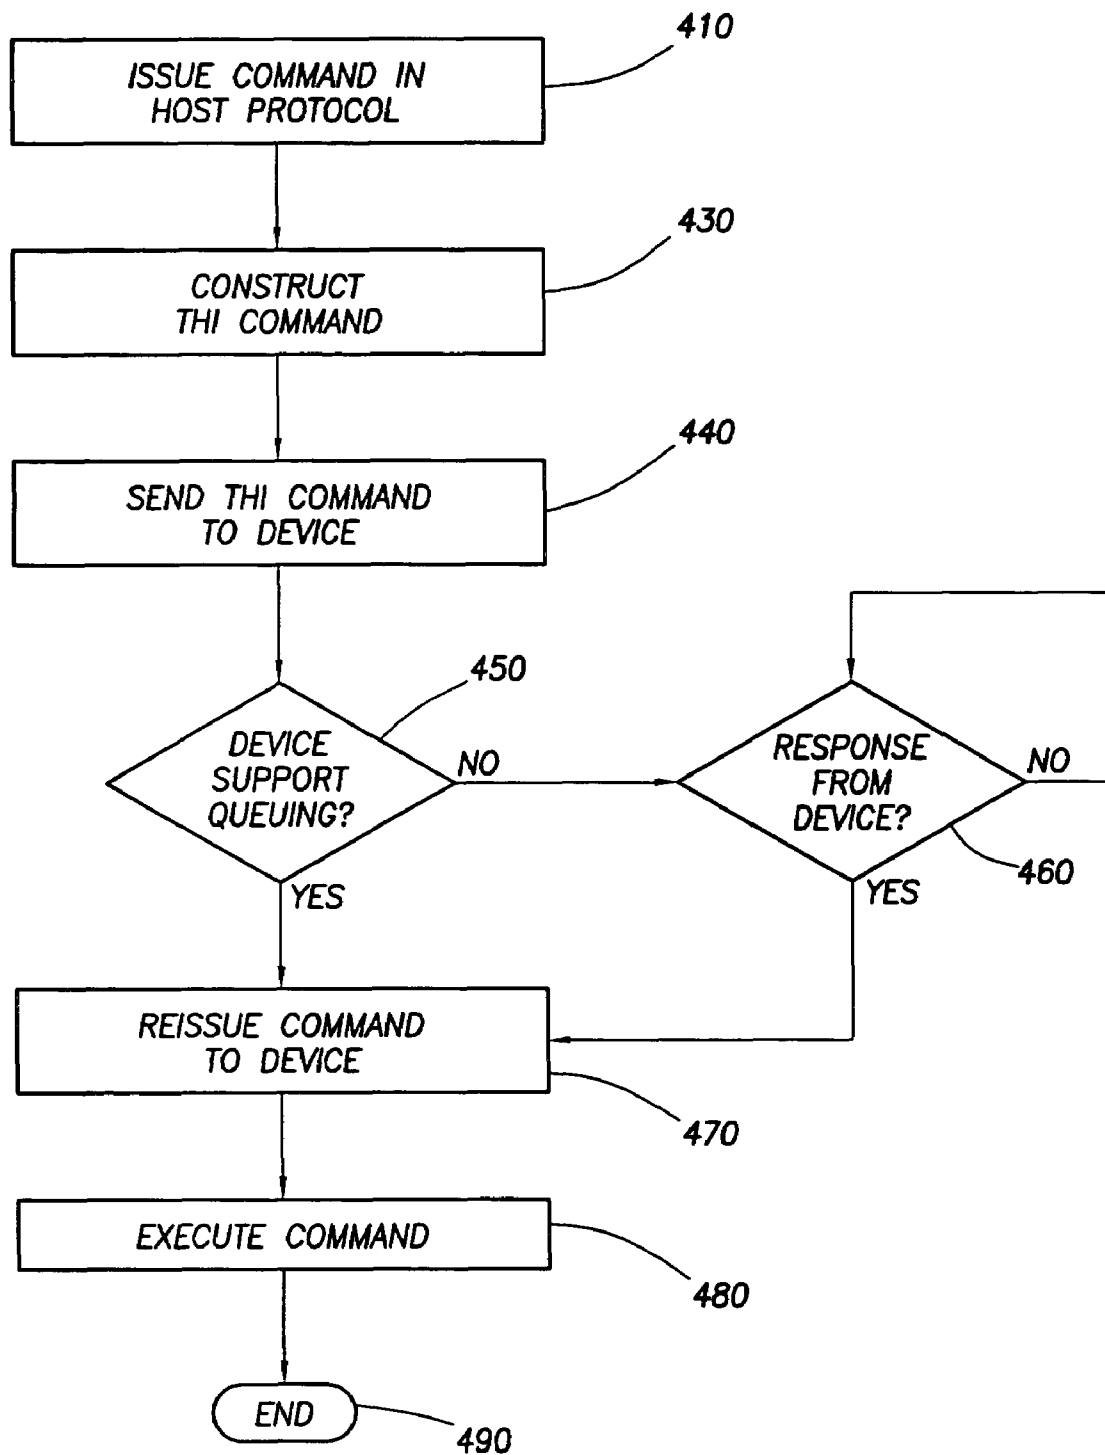 410
ISSUE COMMAND IN
HOST PROTOCOL
430
CONSTRUCT
THI COMMAND
440
SEND THI COMMAND
TO DEVICE
450
DEVICE
SUPPORT
QUEUING?
NO
YES
RESPONSE
FROM
DEVICE?
NO
460
YES
REISSUE COMMAND
TO DEVICE
470
EXECUTE COMMAND
480
END
490